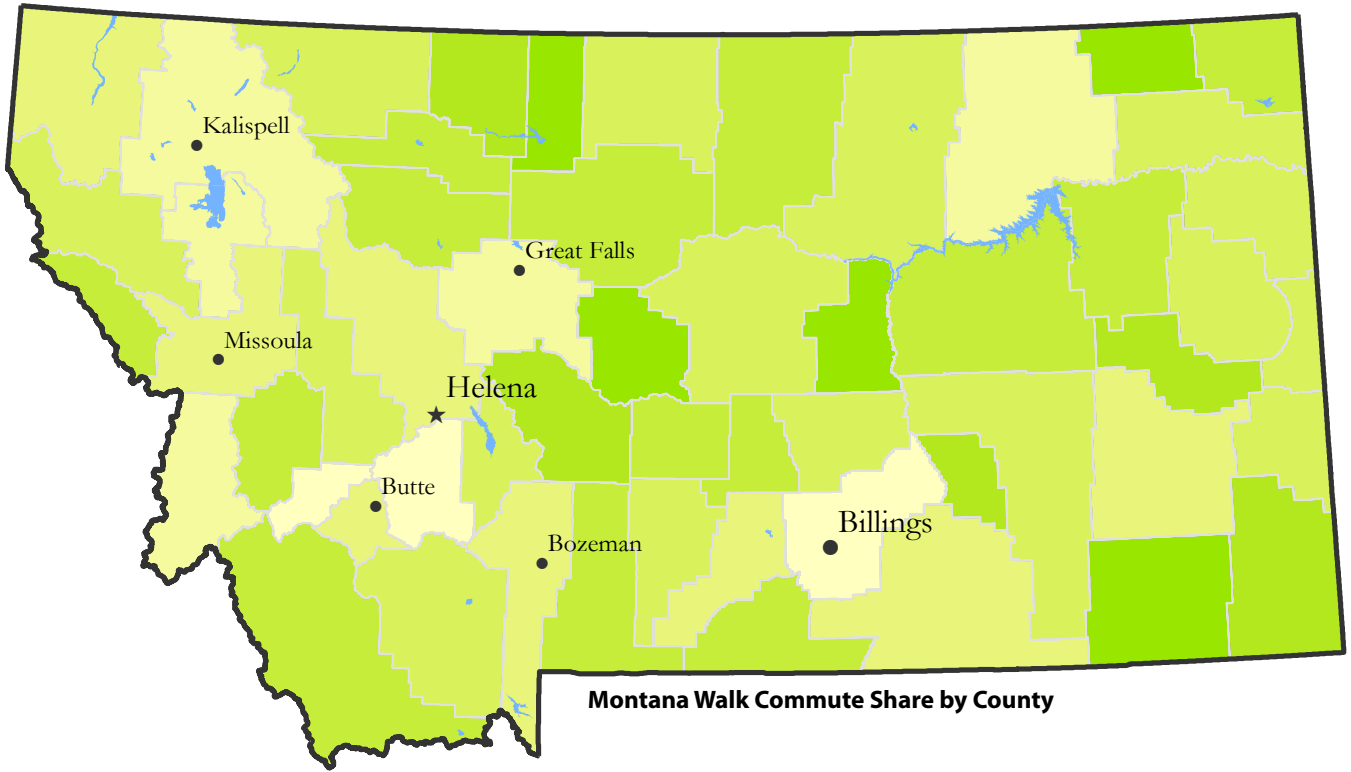 Kalispell
Great Falls
Missoula
Helena
Butte
Billings
Bozeman
Montana Walk Commute Share by County